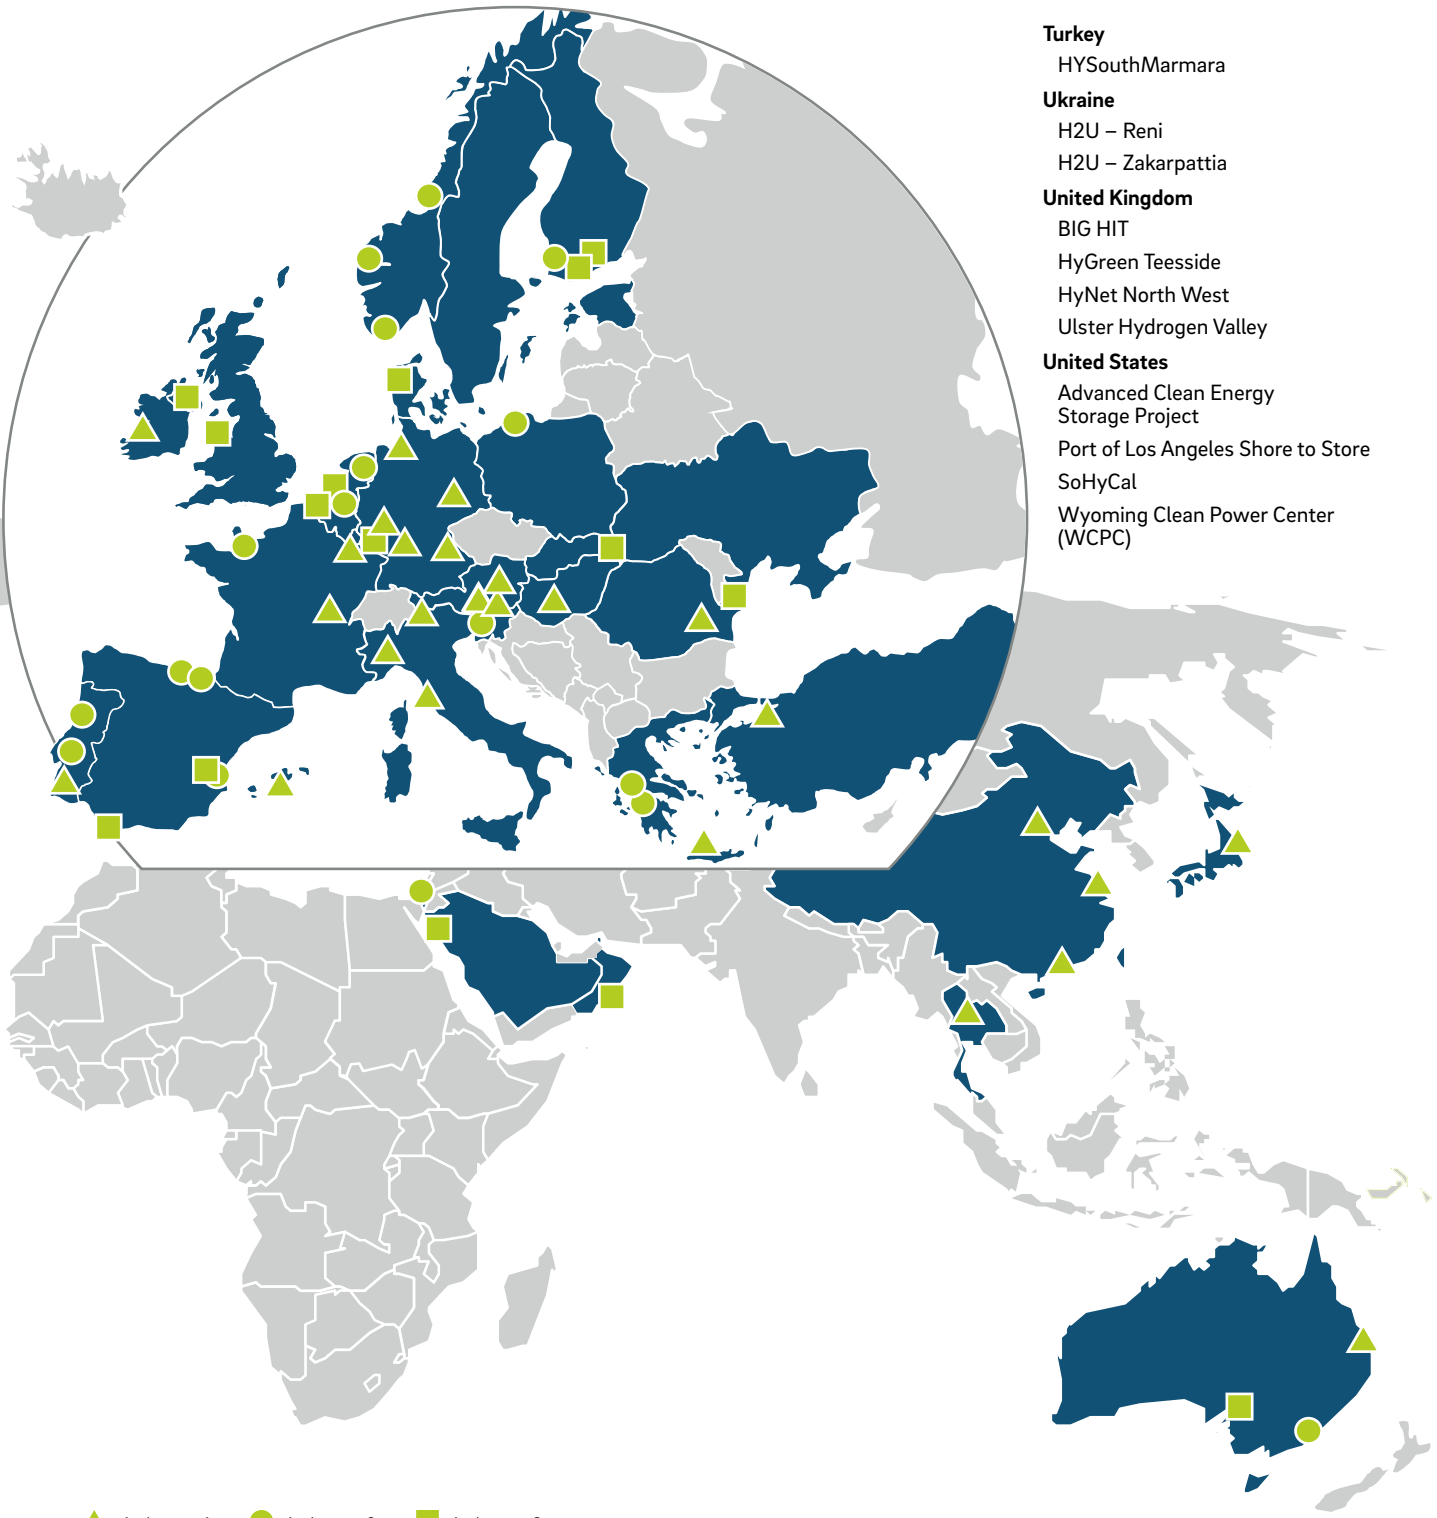 Turkey
HYSouthMarmara
Ukraine
H2U – Reni
H2U – Zakarpattia
United Kingdom
BIG HIT
HyGreen Teesside
HyNet North West
Ulster Hydrogen Valley
United States
Advanced Clean Energy
Storage Project
Port of Los Angeles Shore to Store
SoHyCal
Wyoming Clean Power Center
(WCPC)